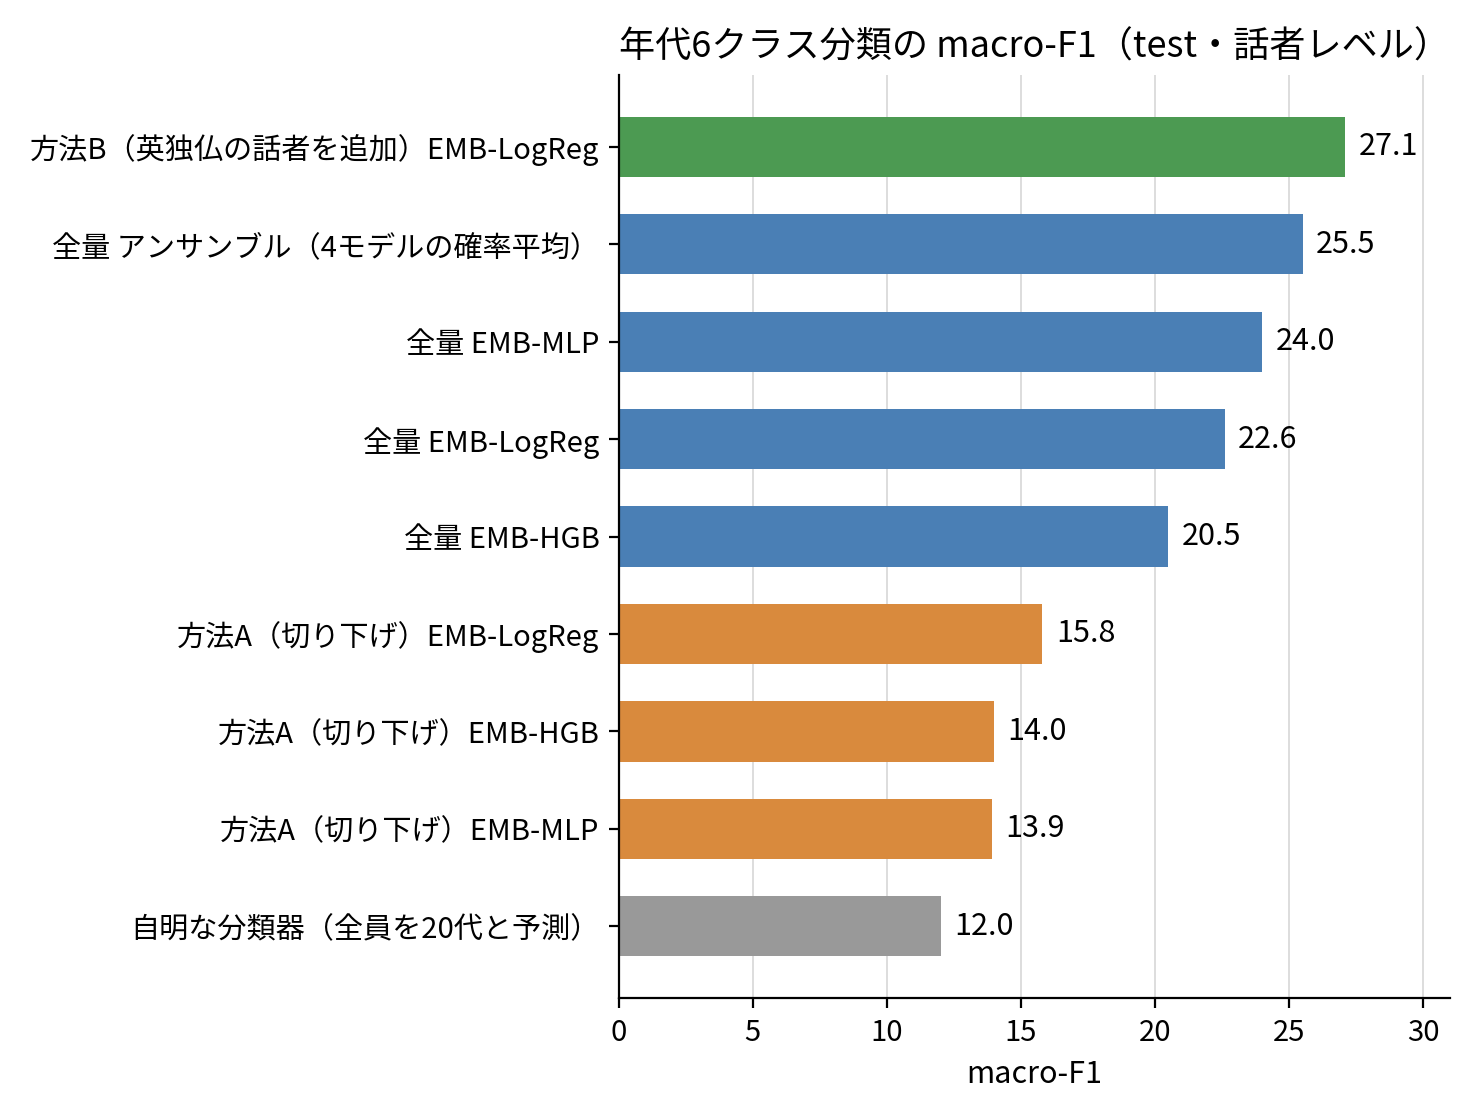 年代6クラス分類の macro-F1（test・話者レベル）
方法B（英独仏の話者を追加）EMB-LogReg
27.1
全量 アンサンブル（4モデルの確率平均）
25.5
全量 EMB-MLP
24.0
全量 EMB-LogReg
22.6
全量 EMB-HGB
20.5
方法A（切り下げ）EMB-LogReg
15.8
方法A（切り下げ）EMB-HGB
14.0
方法A（切り下げ）EMB-MLP
13.9
自明な分類器（全員を20代と予測）
12.0
0 5 10 15 20 25 30
macro-F1